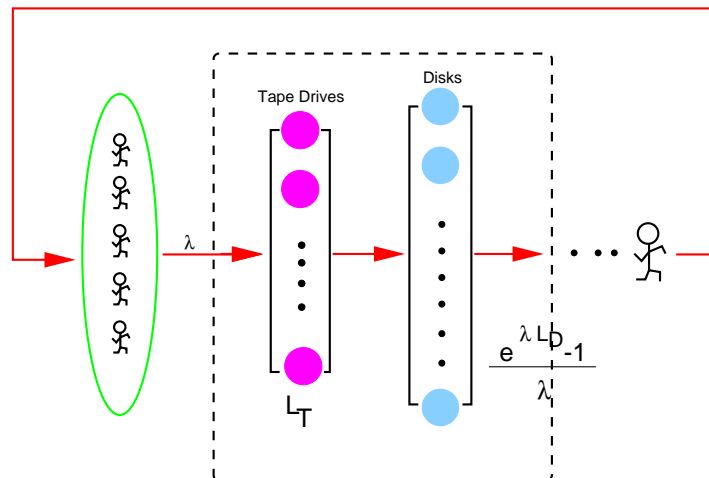 Disks
Tape Drives
λ
e^λ L_D -1
λ
L_T